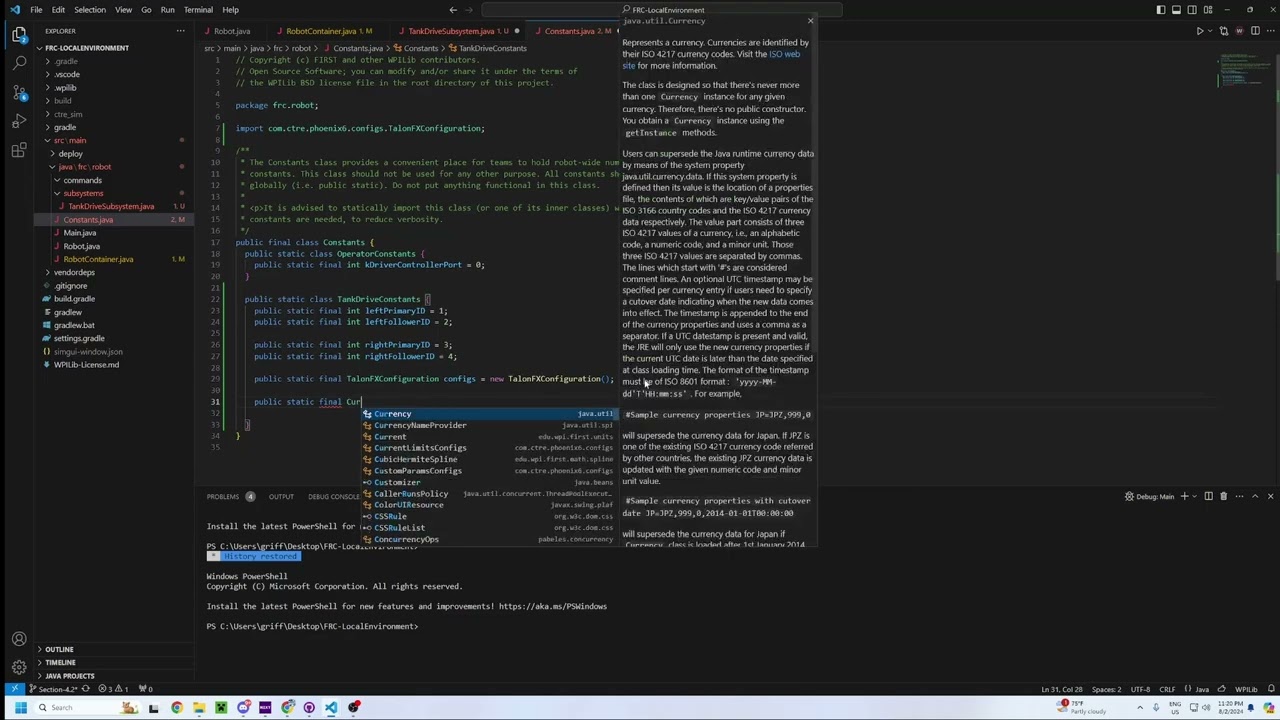 File Edit Selection View Go Run Terminal Help
FRC-LocalEnvironment
EXPLORER
FRC-LOCALENVIRONMENT
.gradle
.vscode
.wpilib
build
ctre_sim
gradle
src\main
deploy
java\frc\robot
commands
subsystems
TankDriveSubsystem.java 1, U
Constants.java 2, M
Main.java
Robot.java
RobotContainer.java 1, M
vendordeps
.gitignore
build.gradle
gradlew
gradlew.bat
settings.gradle
simgui-window.json
WPILib-License.md
OUTLINE
TIMELINE
JAVA PROJECTS
Robot.java RobotContainer.java 1, M TankDriveSubsystem.java 1, U Constants.java 2, M
src > main > java > frc > robot > Constants.java > Constants > TankDriveConstants
1 // Copyright (c) FIRST and other WPILib contributors.
2 // Open Source Software; you can modify and/or share it under the terms of
3 // the WPILib BSD license file in the root directory of this project.
4
5 package frc.robot;
6
7 import com.ctre.phoenix6.configs.TalonFXConfiguration;
8
9 /**
10 * The Constants class provides a convenient place for teams to hold robot-wide num
11 * constants. This class should not be used for any other purpose. All constants sh
12 * globally (i.e. public static). Do not put anything functional in this class.
13 *
14 * <p>It is advised to statically import this class (or one of its inner classes) w
15 * constants are needed, to reduce verbosity.
16 */
17 public final class Constants {
18 public static class OperatorConstants {
19 public static final int kDriverControllerPort = 0;
20 }
21
22 public static class TankDriveConstants {
23 public static final int leftPrimaryID = 1;
24 public static final int leftFollowerID = 2;
25
26 public static final int rightPrimaryID = 3;
27 public static final int rightFollowerID = 4;
28
29 public static final TalonFXConfiguration configs = new TalonFXConfiguration();
30
31 public static final Cur
32
33 }
34 }
35
Currency java.util
CurrencyNameProvider java.util.spi
Current edu.wpi.first.units
CurrentLimitsConfigs com.ctre.phoenix6.configs
CubicHermiteSpline edu.wpi.first.math.spline
CustomParamsConfigs com.ctre.phoenix6.configs
Customizer java.beans
CallerRunsPolicy java.util.concurrent.ThreadPoolExecut...
ColorUIResource javax.swing.plaf
CSSRule org.w3c.dom.css
CSSRuleList org.w3c.dom.css
ConcurrencyOps pabeles.concurrency
java.util.Currency
Represents a currency. Currencies are identified by
their ISO 4217 currency codes. Visit the ISO web
site for more information.
The class is designed so that there's never more
than one Currency instance for any given
currency. Therefore, there's no public constructor.
You obtain a Currency instance using the
getInstance methods.
Users can supersede the Java runtime currency data
by means of the system property
java.util.currency.data. If this system property is
defined then its value is the location of a properties
file, the contents of which are key/value pairs of the
ISO 3166 country codes and the ISO 4217 currency
data respectively. The value part consists of three
ISO 4217 values of a currency, i.e., an alphabetic
code, a numeric code, and a minor unit. Those
three ISO 4217 values are separated by commas.
The lines which start with '#'s are considered
comment lines. An optional UTC timestamp may be
specified per currency entry if users need to specify
a cutover date indicating when the new data comes
into effect. The timestamp is appended to the end
of the currency properties and uses a comma as a
separator. If a UTC datestamp is present and valid,
the JRE will only use the new currency properties if
the current UTC date is later than the date specified
at class loading time. The format of the timestamp
must be of ISO 8601 format : 'yyyy-MM-
dd'T'HH:mm:ss' . For example,
#Sample currency properties JP=JPZ,999,0
will supersede the currency data for Japan. If JPZ is
one of the existing ISO 4217 currency code referred
by other countries, the existing JPZ currency data is
updated with the given numeric code and minor
unit value.
#Sample currency properties with cutover
date JP=JPZ,999,0,2014-01-01T00:00:00
will supersede the currency data for Japan if
Currency class is loaded after 1st January 2014
PROBLEMS 4 OUTPUT DEBUG CONSOLE
Debug: Main
Install the latest PowerShell for new features and
PS C:\Users\griff\Desktop\FRC-LocalEnvironment>
* History restored
Windows PowerShell
Copyright (C) Microsoft Corporation. All rights reserved.
Install the latest PowerShell for new features and improvements! https://aka.ms/PSWindows
PS C:\Users\griff\Desktop\FRC-LocalEnvironment>
Section-4.2* 3 1 0 Ln 31, Col 28 Spaces: 2 UTF-8 CRLF Java WPILib
Search
75°F
Partly cloudy
ENG
US
11:20 PM
8/2/2024